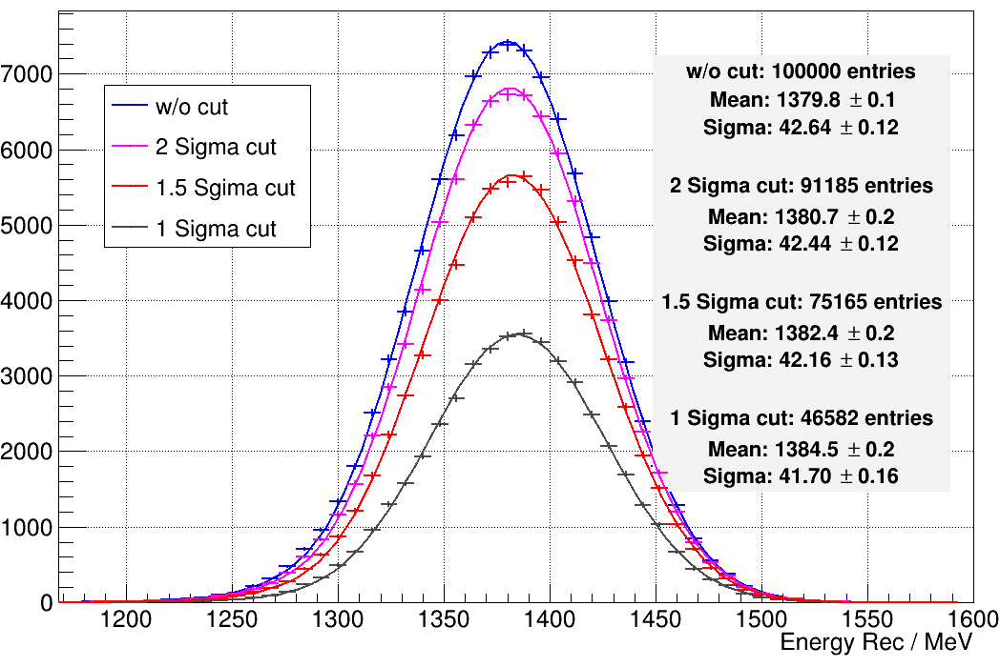 7000
6000
5000
4000
3000
2000
1000
0
w/o cut
2 Sigma cut
1.5 Sgima cut
1 Sigma cut
w/o cut: 100000 entries
Mean: 1379.8 ± 0.1
Sigma: 42.64 ± 0.12
2 Sigma cut: 91185 entries
Mean: 1380.7 ± 0.2
Sigma: 42.44 ± 0.12
1.5 Sigma cut: 75165 entries
Mean: 1382.4 ± 0.2
Sigma: 42.16 ± 0.13
1 Sigma cut: 46582 entries
Mean: 1384.5 ± 0.2
Sigma: 41.70 ± 0.16
1200 1250 1300 1350 1400 1450 1500 1550 1600
Energy Rec / MeV